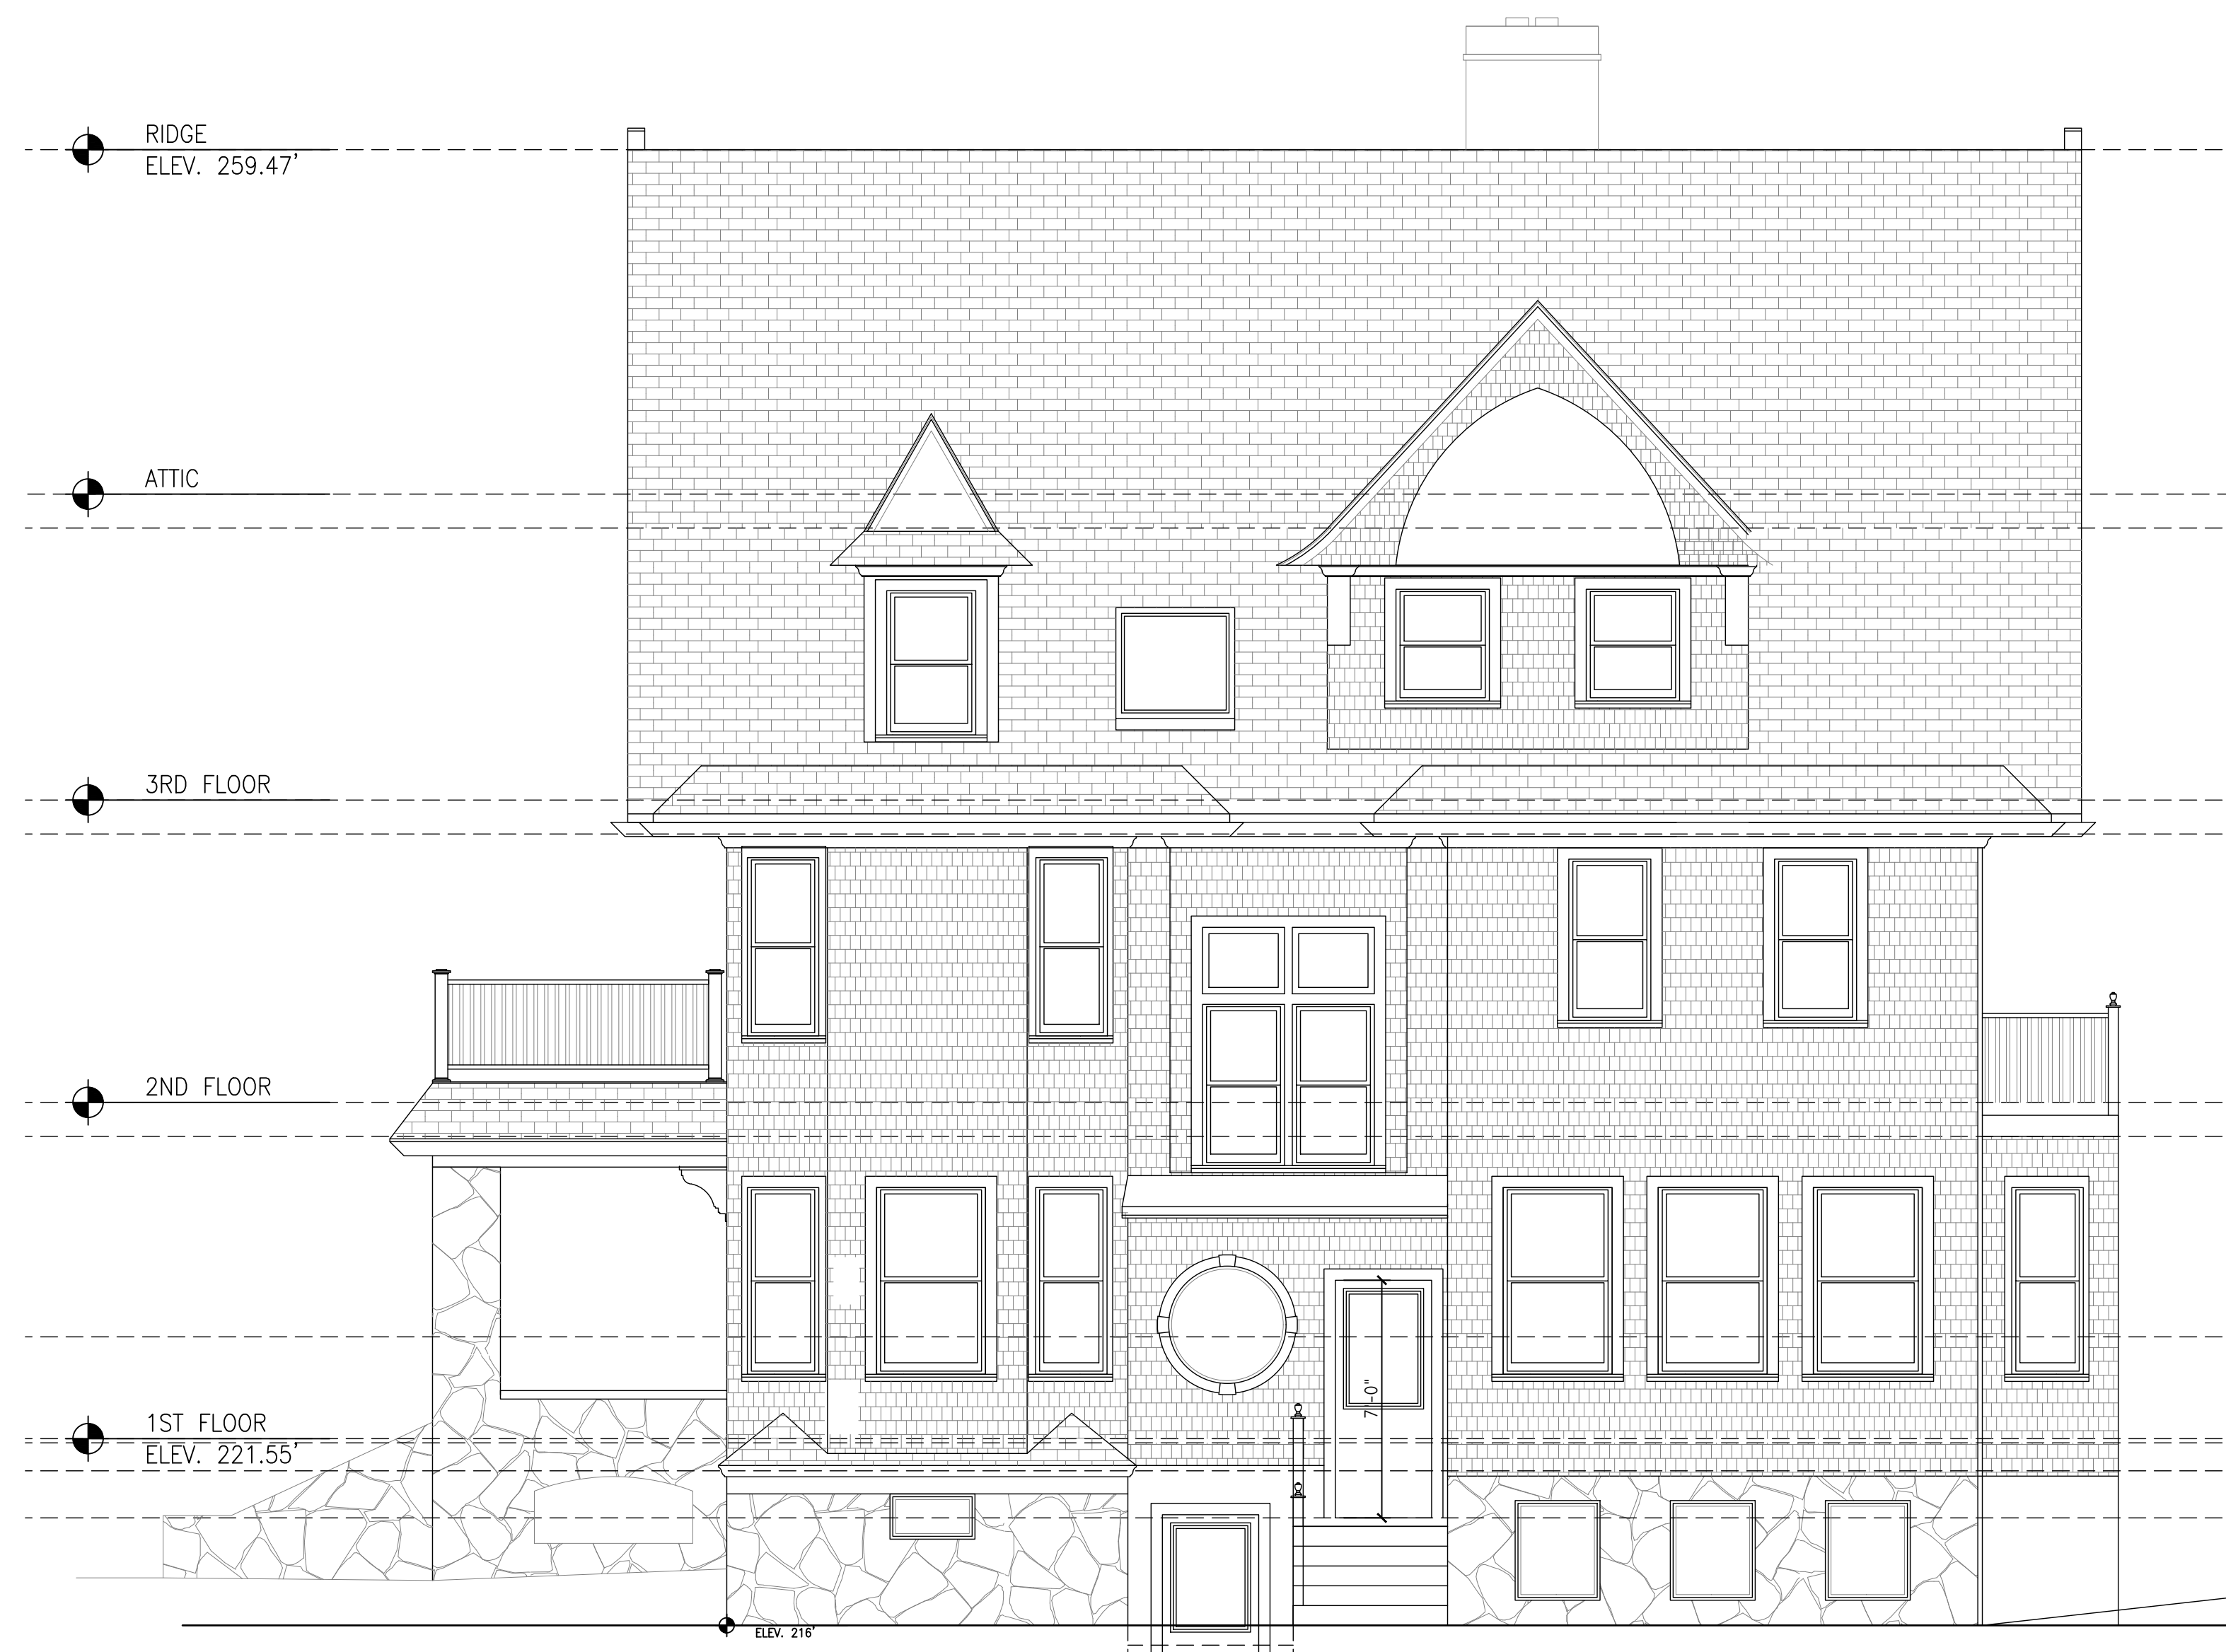 RIDGE
ELEV. 259.47'
ATTIC
3RD FLOOR
2ND FLOOR
7'-0"
1ST FLOOR
ELEV. 221.55'
ELEV. 216'